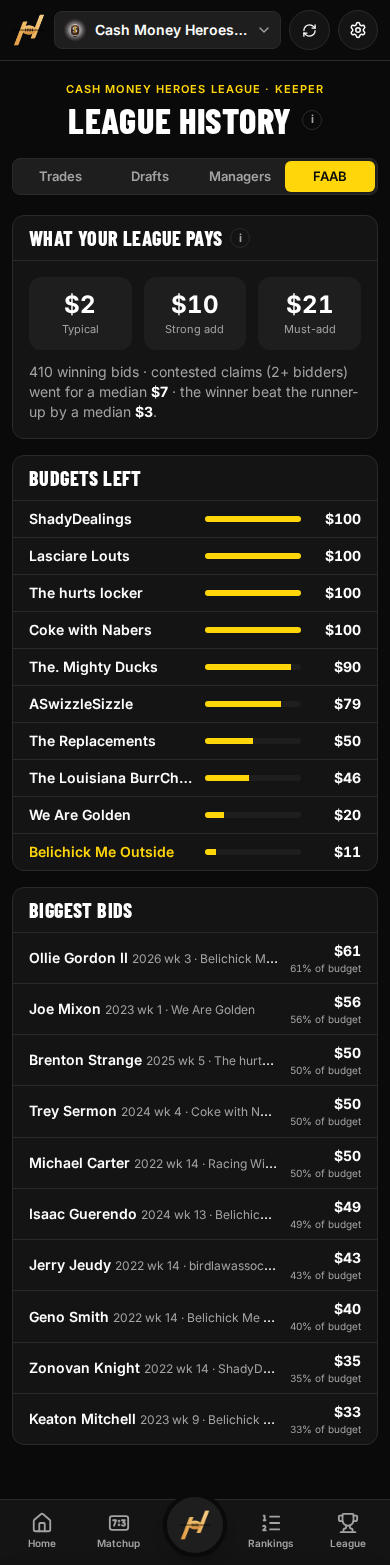 Cash Money Heroes...
CASH MONEY HEROES LEAGUE · KEEPER
LEAGUE HISTORY i
Trades Drafts Managers FAAB
WHAT YOUR LEAGUE PAYS i
$2 $10 $21
Typical Strong add Must-add
410 winning bids · contested claims (2+ bidders)
went for a median $7 · the winner beat the runner-
up by a median $3.
BUDGETS LEFT
ShadyDealings $100
Lasciare Louts $100
The hurts locker $100
Coke with Nabers $100
The. Mighty Ducks $90
ASwizzleSizzle $79
The Replacements $50
The Louisiana BurrCh... $46
We Are Golden $20
Belichick Me Outside $11
BIGGEST BIDS
Ollie Gordon II 2026 wk 3 · Belichick M... $61
61% of budget
Joe Mixon 2023 wk 1 · We Are Golden $56
56% of budget
Brenton Strange 2025 wk 5 · The hurt... $50
50% of budget
Trey Sermon 2024 wk 4 · Coke with N... $50
50% of budget
Michael Carter 2022 wk 14 · Racing Wi... $50
50% of budget
Isaac Guerendo 2024 wk 13 · Belichic... $49
49% of budget
Jerry Jeudy 2022 wk 14 · birdlawassoc... $43
43% of budget
Geno Smith 2022 wk 14 · Belichick Me ... $40
40% of budget
Zonovan Knight 2022 wk 14 · ShadyD... $35
35% of budget
Keaton Mitchell 2023 wk 9 · Belichick ... $33
33% of budget
7:3
Home Matchup Rankings League